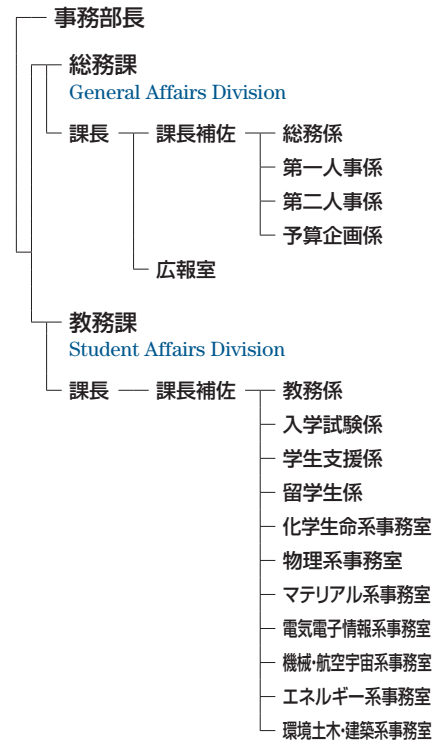 事務部長
総務課
General Affairs Division
課長 課長補佐 総務係
第一人事係
第二人事係
予算企画係
広報室
教務課
Student Affairs Division
課長 課長補佐 教務係
入学試験係
学生支援係
留学生係
化学生命系事務室
物理系事務室
マテリアル系事務室
電気電子情報系事務室
機械・航空宇宙系事務室
エネルギー系事務室
環境土木・建築系事務室